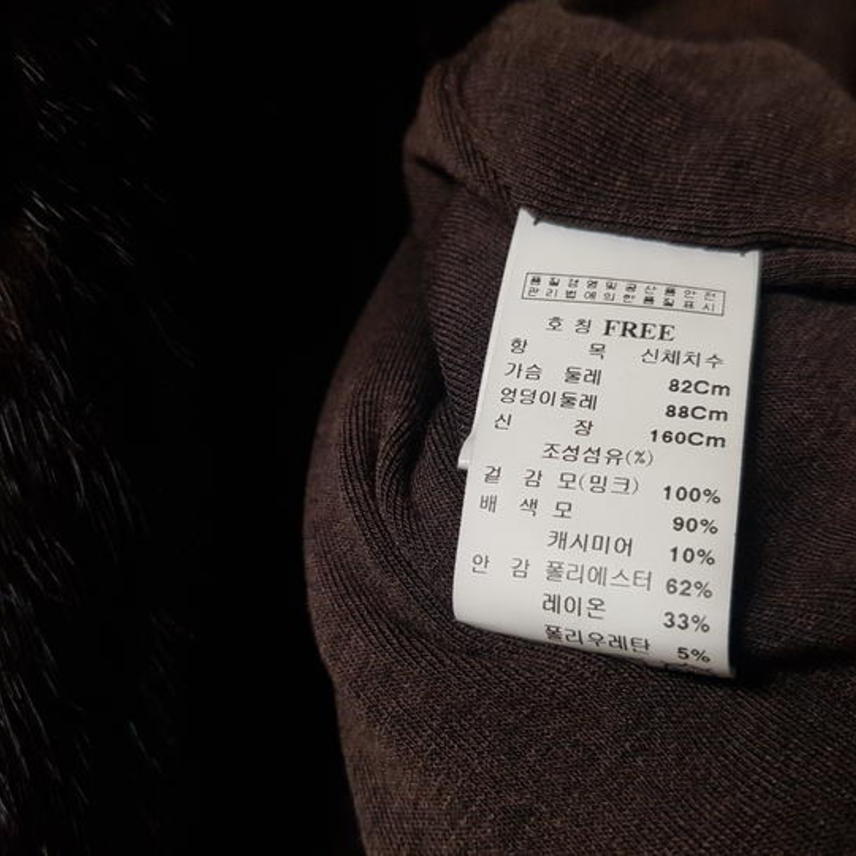 품질경영및공산품안전
관리법에의한품질표시
호 칭 FREE
항 목 신체치수
가슴 둘레 82Cm
엉덩이둘레 88Cm
신 장 160Cm
조성섬유(%)
겉 감 모(밍크) 100%
배 색 모 90%
캐시미어 10%
안 감 폴리에스터 62%
레이온 33%
폴리우레탄 5%